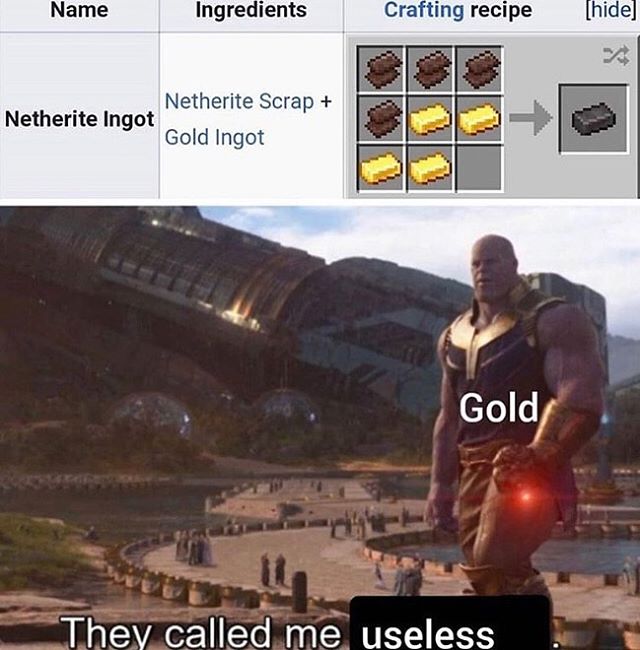 Name Ingredients Crafting recipe [hide]
Netherite Ingot
Netherite Scrap +
Gold Ingot
Gold
They called me useless .